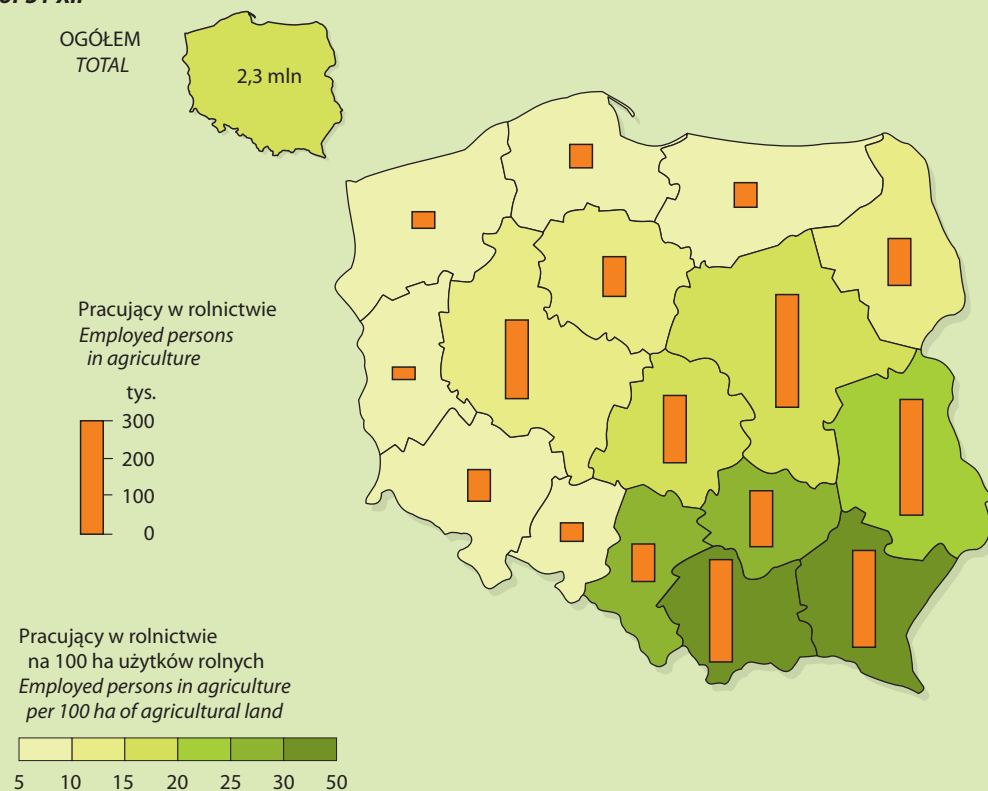 OGÓŁEM
TOTAL
2,3 mln
Pracujący w rolnictwie
Employed persons
in agriculture
tys.
300
200
100
0
Pracujący w rolnictwie
na 100 ha użytków rolnych
Employed persons in agriculture
per 100 ha of agricultural land
5 10 15 20 25 30 50